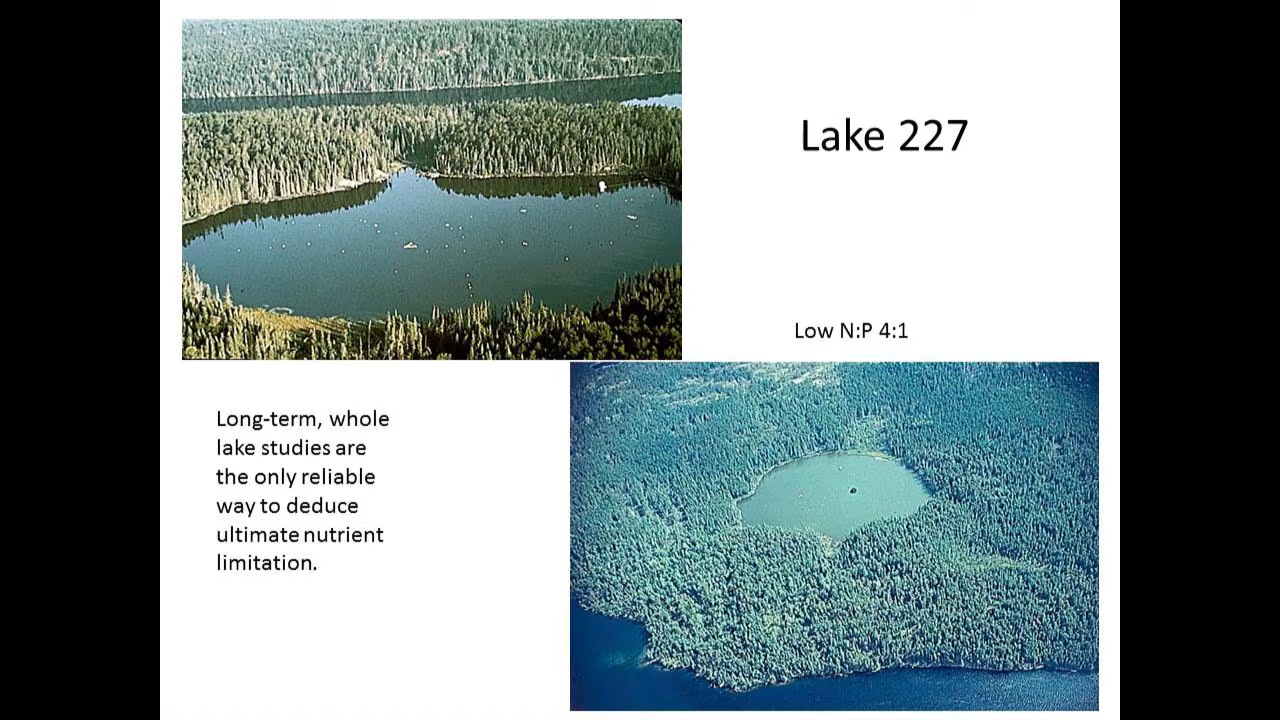 Lake 227
Low N:P 4:1
Long-term, whole
lake studies are
the only reliable
way to deduce
ultimate nutrient
limitation.